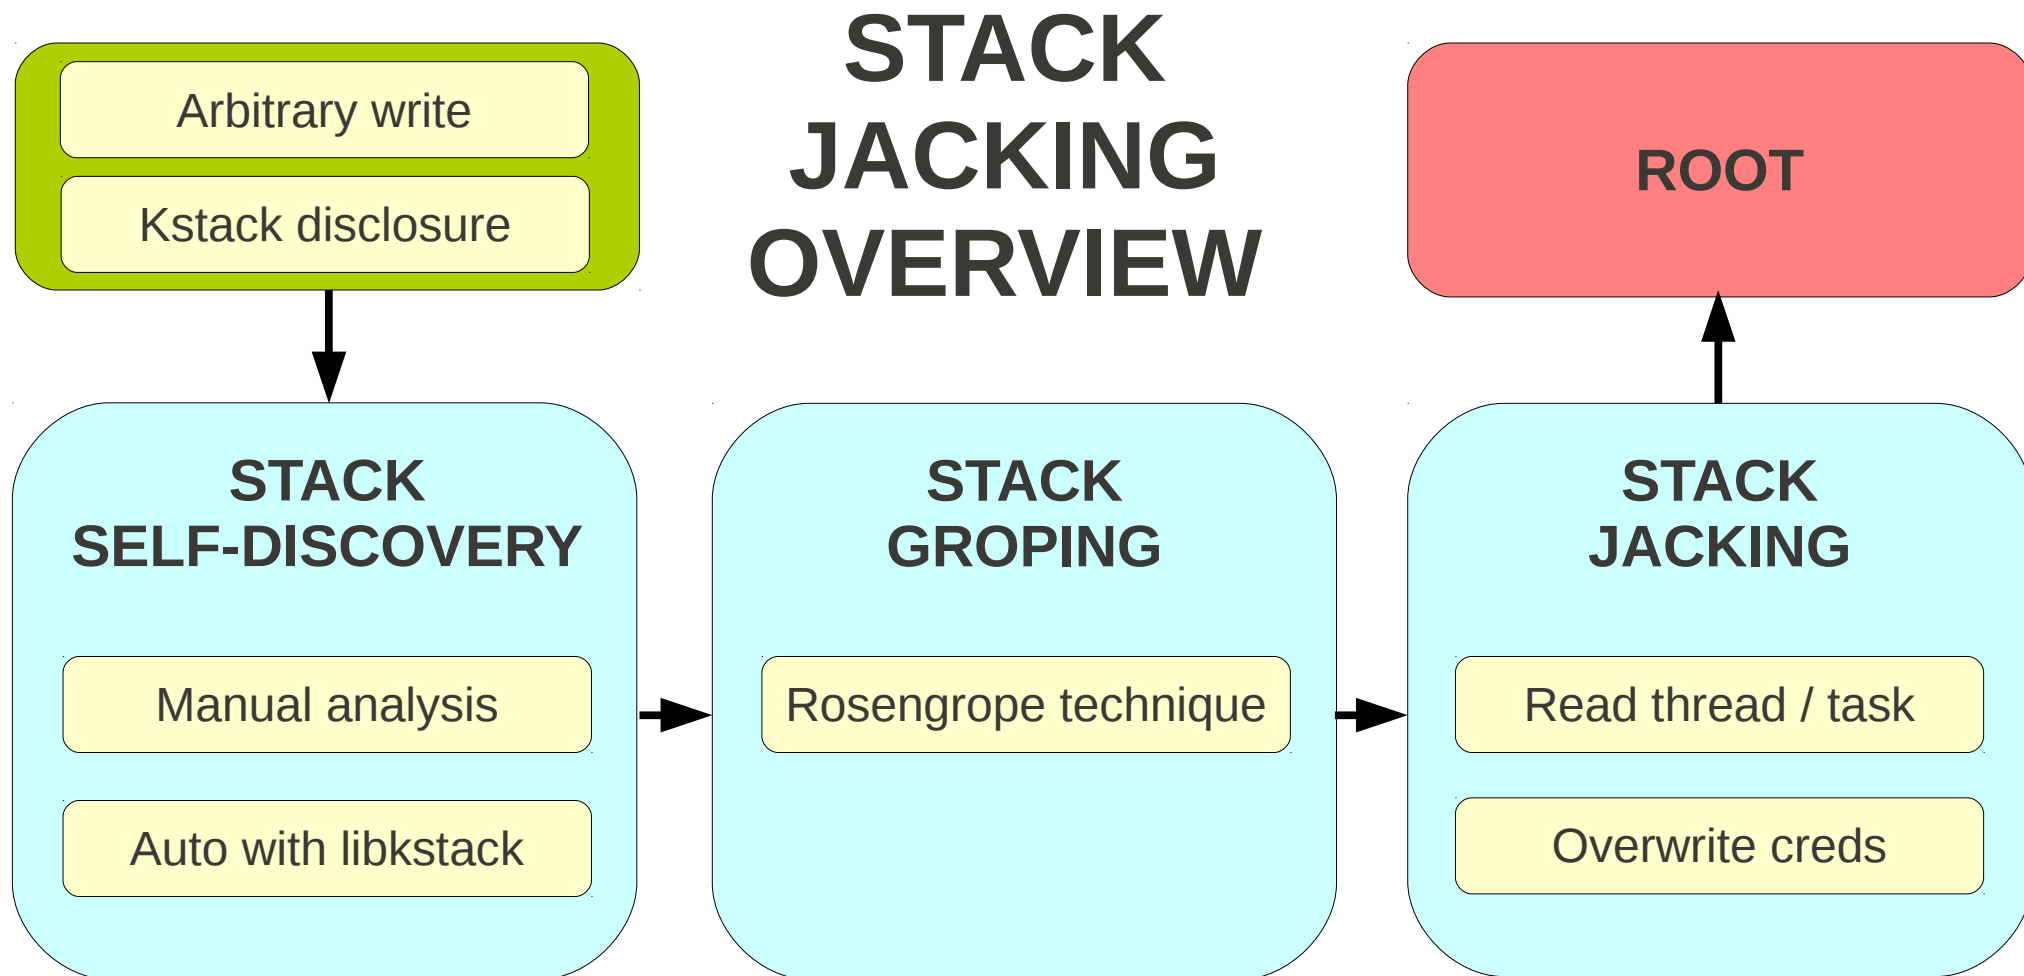 STACK
JACKING
OVERVIEW
Arbitrary write
Kstack disclosure
ROOT
STACK
SELF-DISCOVERY
Manual analysis
Auto with libkstack
STACK
GROPING
Rosengrope technique
STACK
JACKING
Read thread / task
Overwrite creds